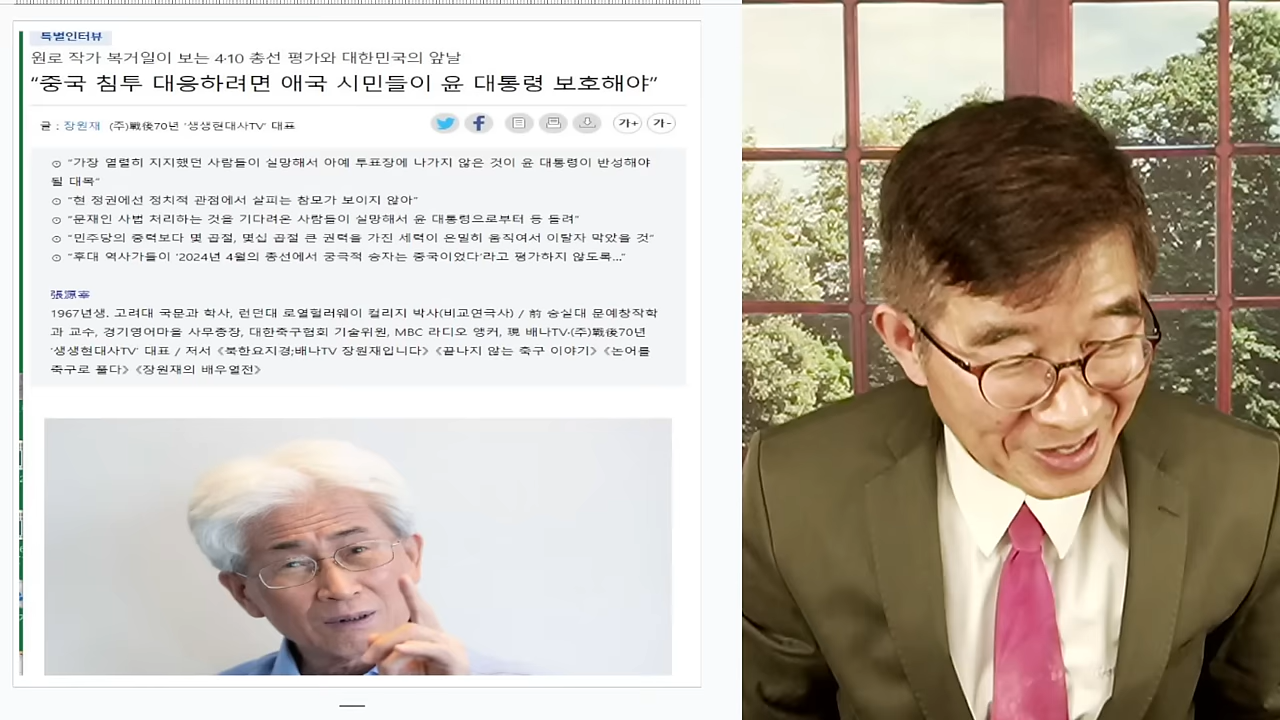 특별인터뷰
원로 작가 복거일이 보는 4·10 총선 평가와 대한민국의 앞날
“중국 침투 대응하려면 애국 시민들이 윤 대통령 보호해야”
글 : 장원재 (주)戰後70년 ‘생생현대사TV’ 대표
가+ 가-
⊙ “가장 열렬히 지지했던 사람들이 실망해서 아예 투표장에 나가지 않은 것이 윤 대통령이 반성해야
될 대목”
⊙ “현 정권에선 정치적 관점에서 살피는 참모가 보이지 않아”
⊙ “문재인 사법 처리하는 것을 기다려온 사람들이 실망해서 윤 대통령으로부터 등 돌려”
⊙ “민주당의 중력보다 몇 곱절, 몇십 곱절 큰 권력을 가진 세력이 은밀히 움직여서 이탈자 막았을 것”
⊙ “후대 역사가들이 ‘2024년 4월의 총선에서 궁극적 승자는 중국이었다’라고 평가하지 않도록…”
張源宰
1967년생. 고려대 국문과 학사, 런던대 로열헐러웨이 컬리지 박사(비교연극사) / 前 숭실대 문예창작학
과 교수, 경기영어마을 사무총장, 대한축구협회 기술위원, MBC 라디오 앵커, 現 배나TV·(주)戰後70년
‘생생현대사TV’ 대표 / 저서 《북한요지경;배나TV 장원재입니다》 《끝나지 않는 축구 이야기》 《논어를
축구로 풀다》 《장원재의 배우열전》